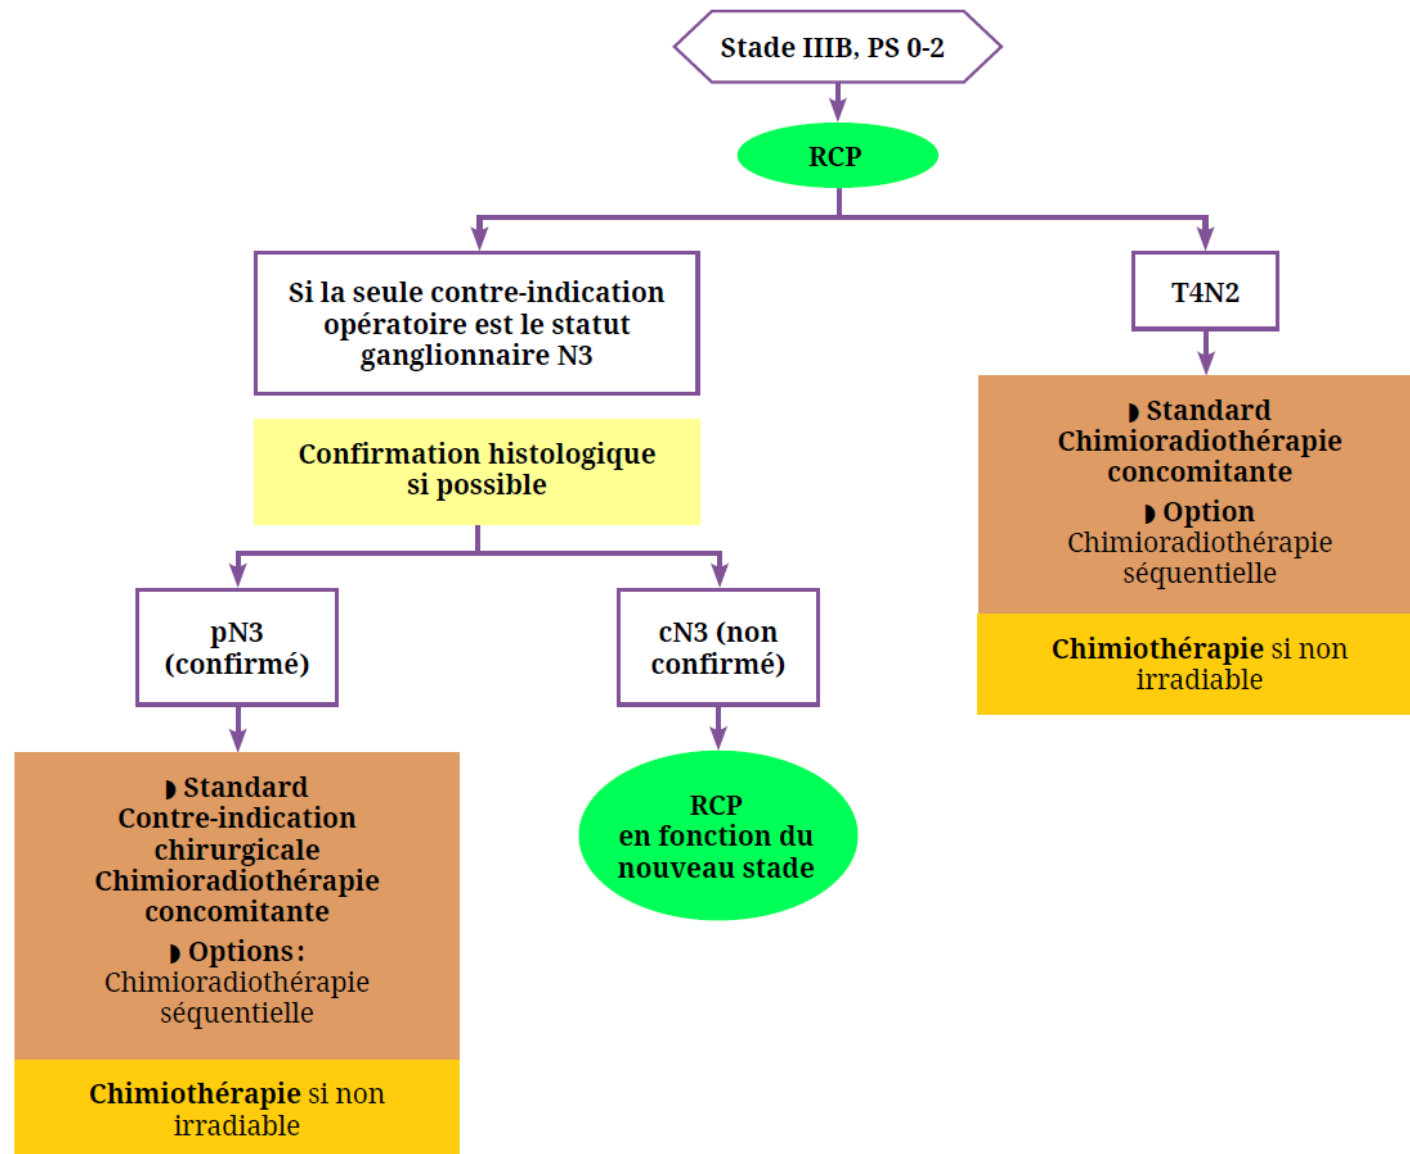 Stade IIIB, PS 0-2
RCP
Si la seule contre-indication
opératoire est le statut
ganglionnaire N3
T4N2
Confirmation histologique
si possible
◗ Standard
Chimioradiothérapie
concomitante
◗ Option
Chimioradiothérapie
séquentielle
Chimiothérapie si non
irradiable
pN3
(confirmé)
cN3 (non
confirmé)
◗ Standard
Contre-indication
chirurgicale
Chimioradiothérapie
concomitante
◗ Options :
Chimioradiothérapie
séquentielle
Chimiothérapie si non
irradiable
RCP
en fonction du
nouveau stade